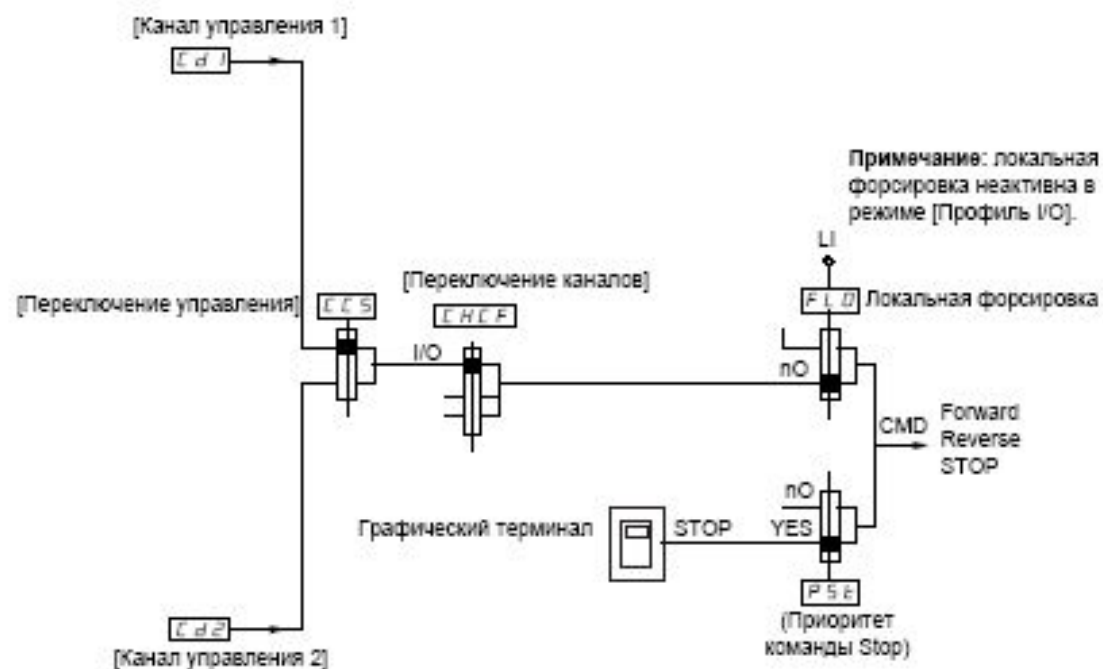 [Канал управления 1]
Cd1
Примечание: локальная
форсировка неактивна в
режиме [Профиль I/O].
LI
[Переключение каналов]
[Переключение управления]
CCS
CHCF
FLO
Локальная форсировка
I/O
nO
CMD
Forward
Reverse
STOP
nO
Графический терминал
STOP
YES
PSt
(Приоритет
команды Stop)
Cd2
[Канал управления 2]